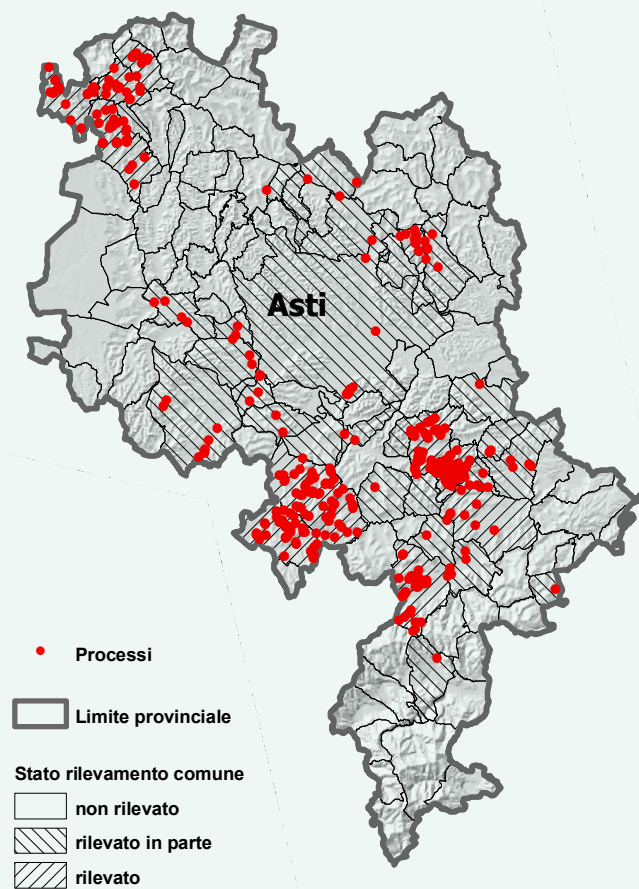 Asti
Processi
Limite provinciale
Stato rilevamento comune
non rilevato
rilevato in parte
rilevato